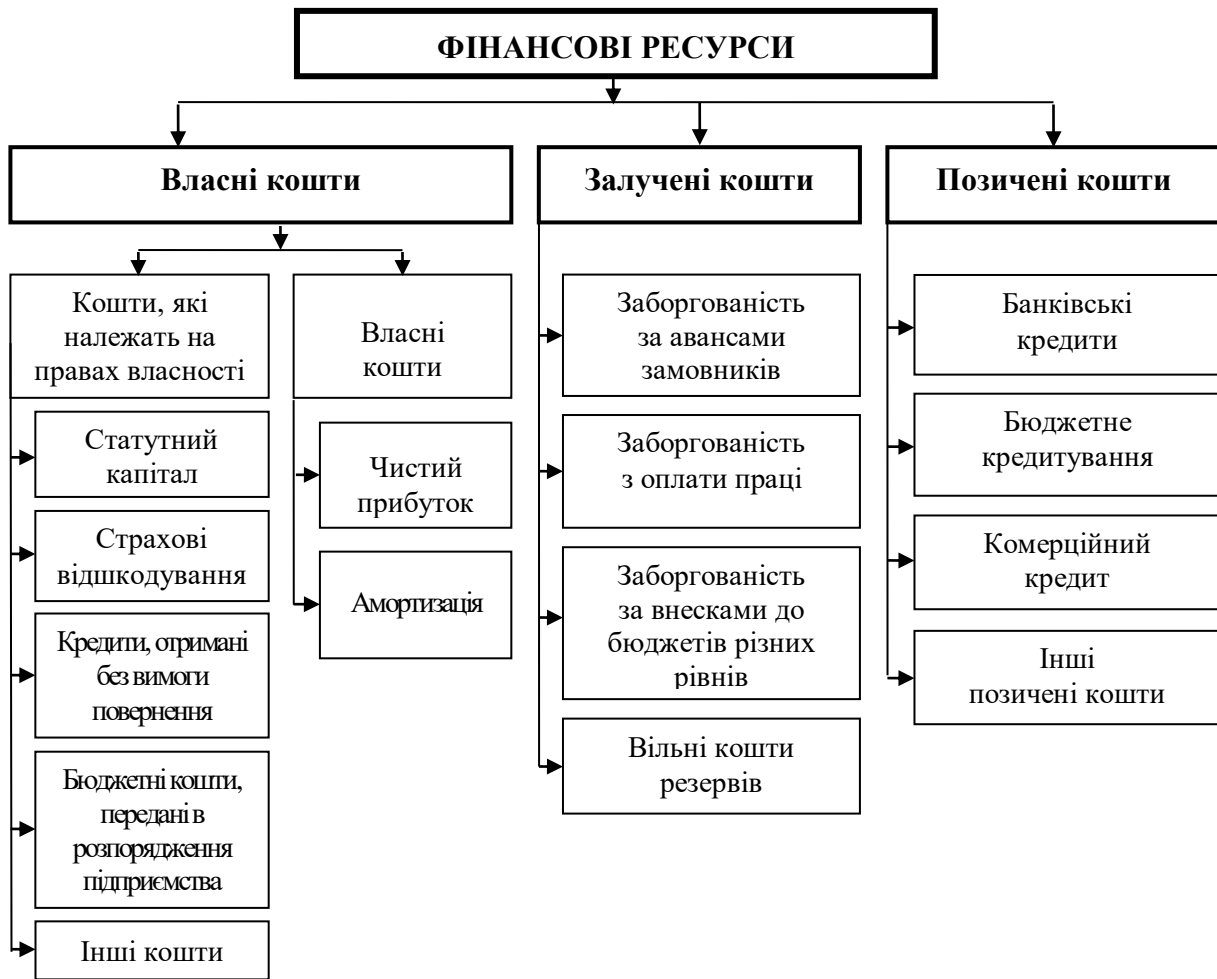 ФІНАНСОВІ РЕСУРСИ
Власні кошти
Залучені кошти
Позичені кошти
Кошти, які
належать на
правах власності
Статутний
капітал
Страхові
відшкодування
Кредити, отримані
без вимоги
повернення
Бюджетні кошти,
передані в
розпорядження
підприємства
Інші кошти
Власні
кошти
Чистий
прибуток
Амортизація
Заборгованість
за авансами
замовників
Заборгованість
з оплати праці
Заборгованість
за внесками до
бюджетів різних
рівнів
Вільні кошти
резервів
Банківські
кредити
Бюджетне
кредитування
Комерційний
кредит
Інші
позичені кошти